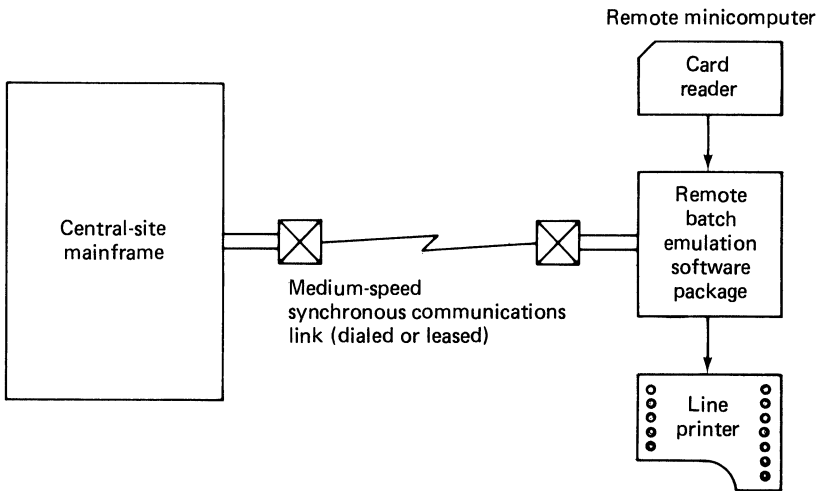 Remote minicomputer
Card
reader
Central-site
mainframe
Remote
batch
emulation
software
package
Medium-speed
synchronous communications
link (dialed or leased)
Line
printer